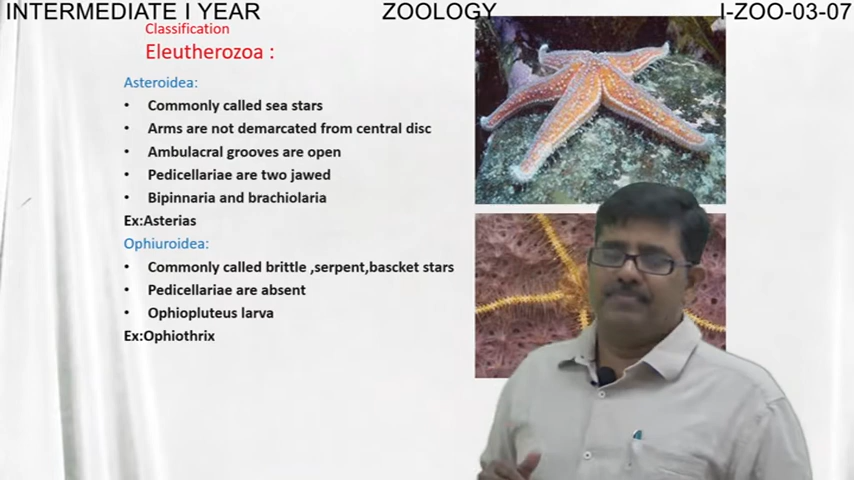 INTERMEDIATE I YEAR ZOOLOGY I-ZOO-03-07
Classification
Eleutherozoa :
Asteroidea:
• Commonly called sea stars
• Arms are not demarcated from central disc
• Ambulacral grooves are open
• Pedicellariae are two jawed
• Bipinnaria and brachiolaria
Ex:Asterias
Ophiuroidea:
• Commonly called brittle ,serpent,bascket stars
• Pedicellariae are absent
• Ophiopluteus larva
Ex:Ophiothrix